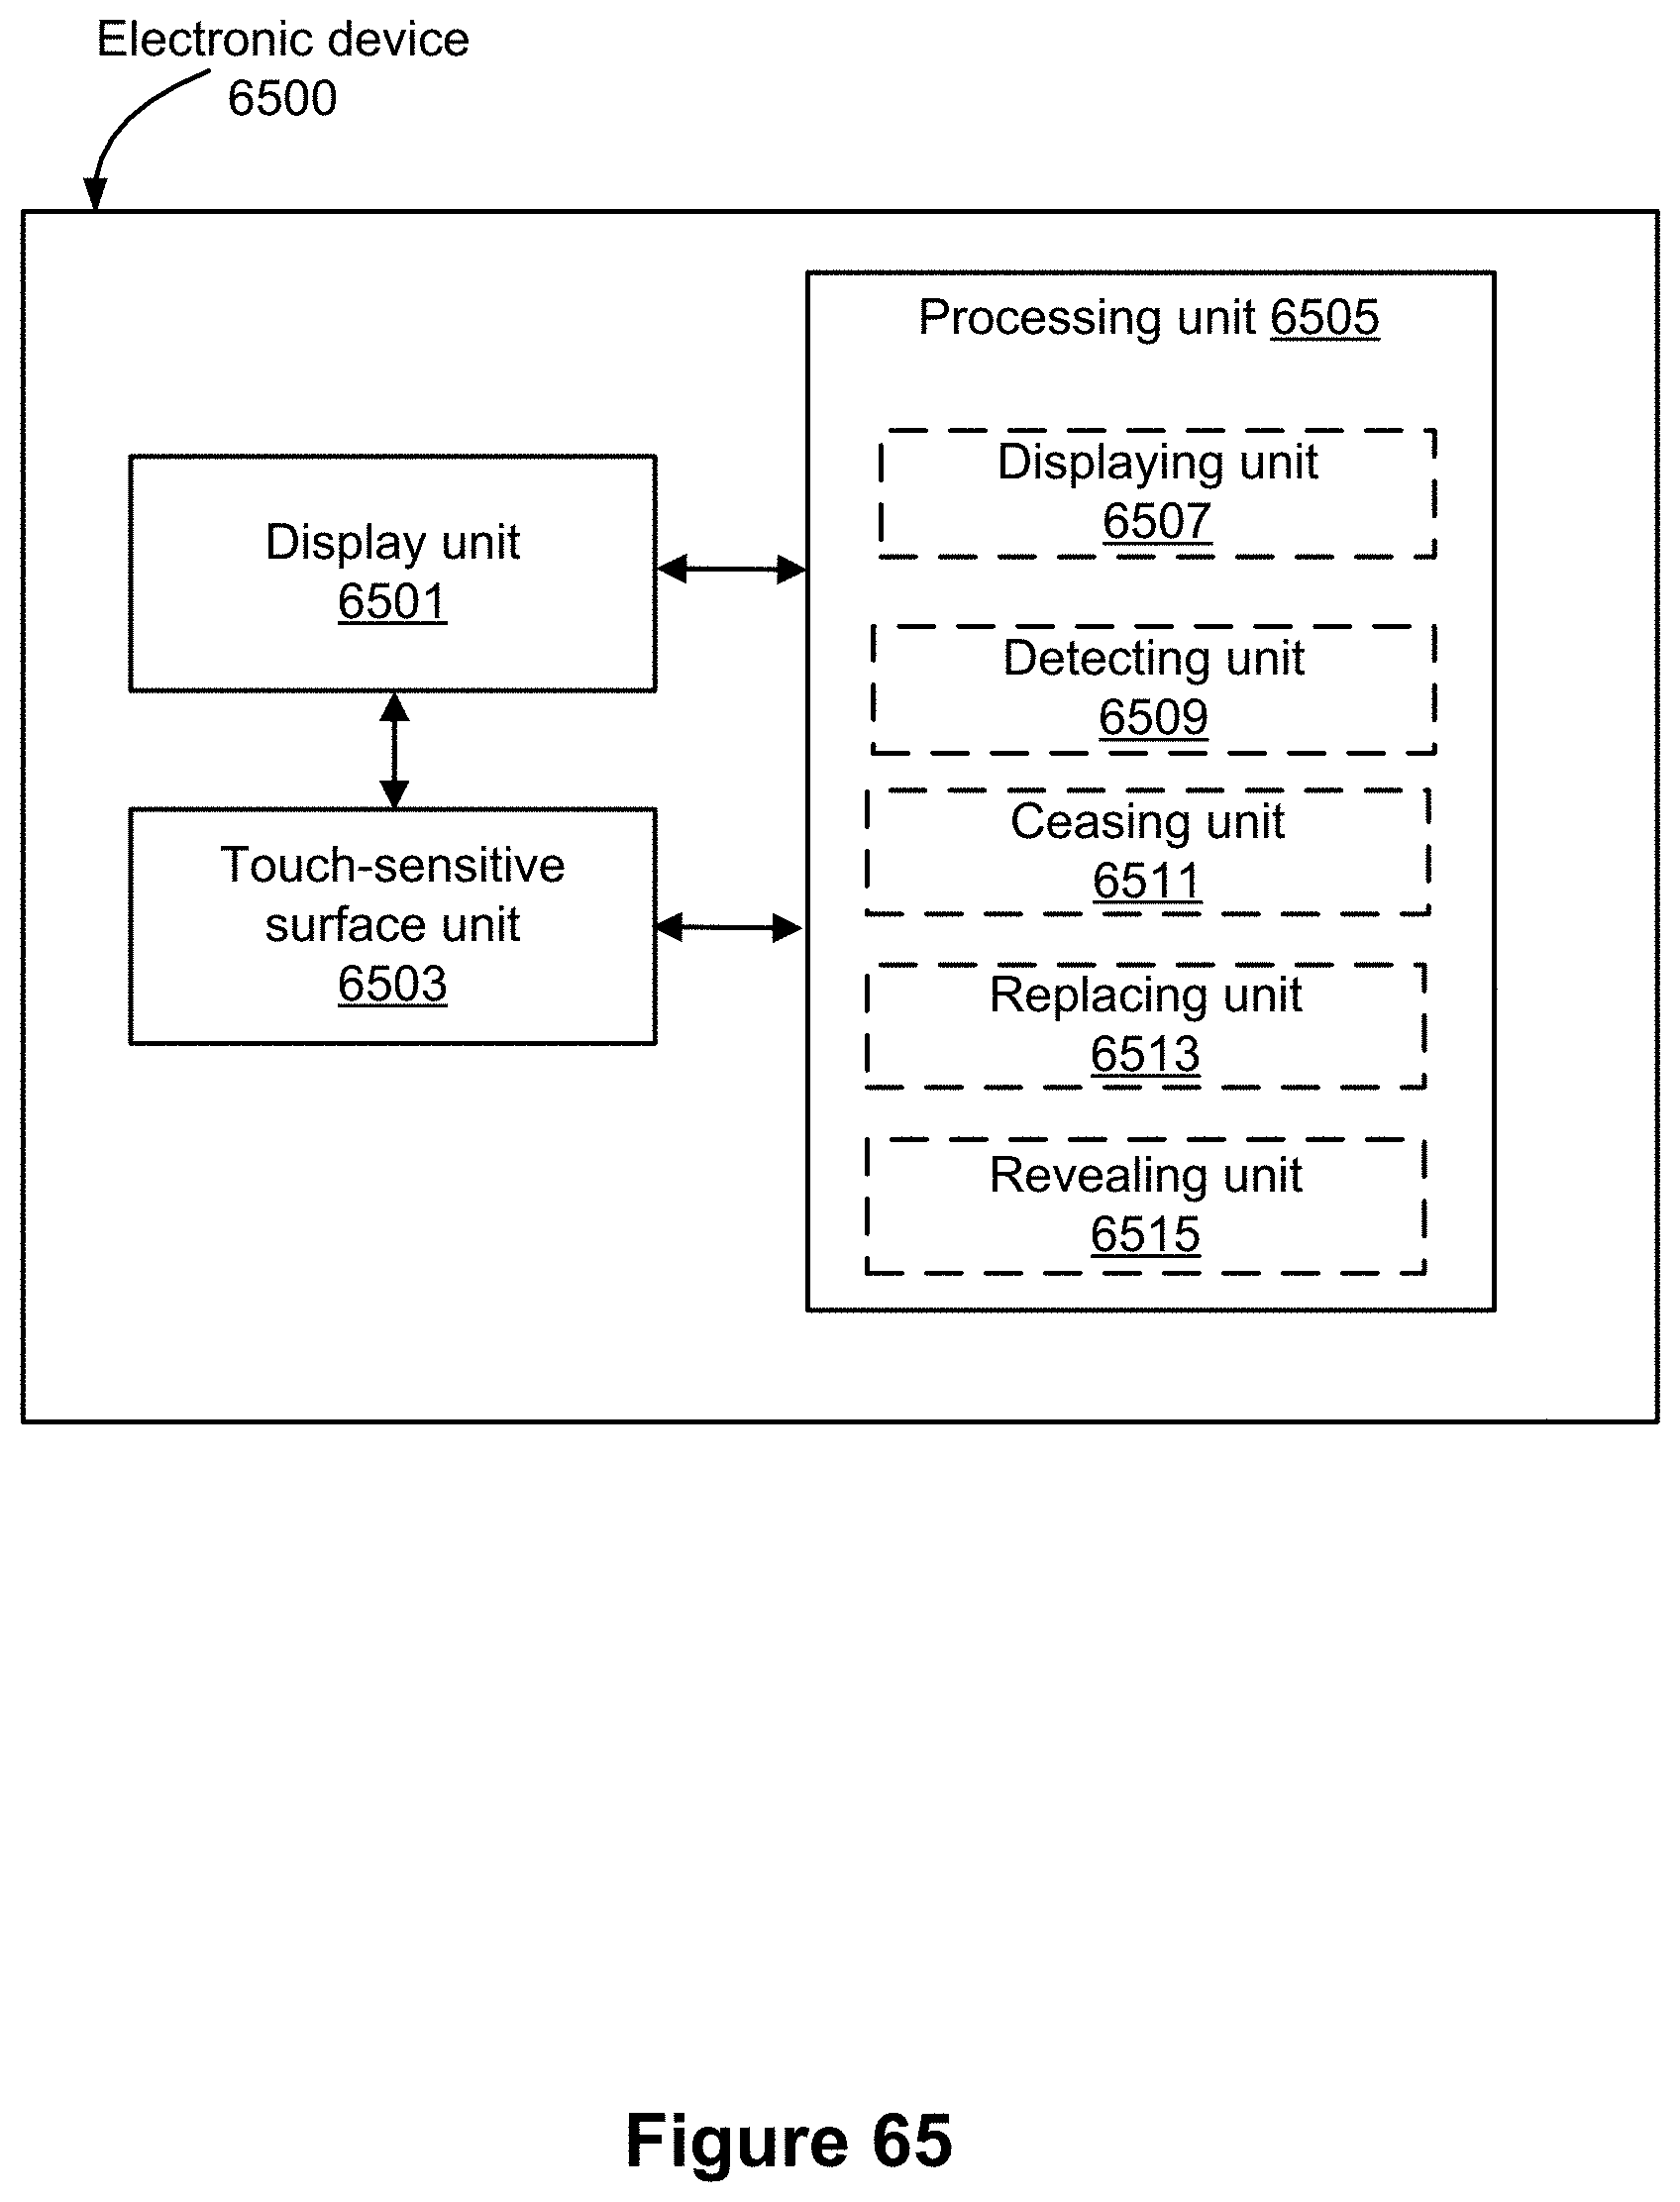 Electronic device
6500
Processing unit 6505
Displaying unit
6507
Display unit
6501
Detecting unit
6509
Ceasing unit
6511
Touch-sensitive
surface unit
6503
Replacing unit
6513
Revealing unit
6515
Figure 65